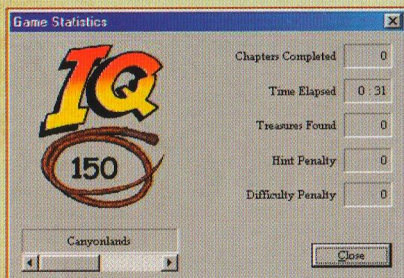 Game Statistics
IQ
150
Canyonlands
Chapters Completed 0
Time Elapsed 0 : 31
Treasures Found 0
Hint Penalty 0
Difficulty Penalty 0
Close